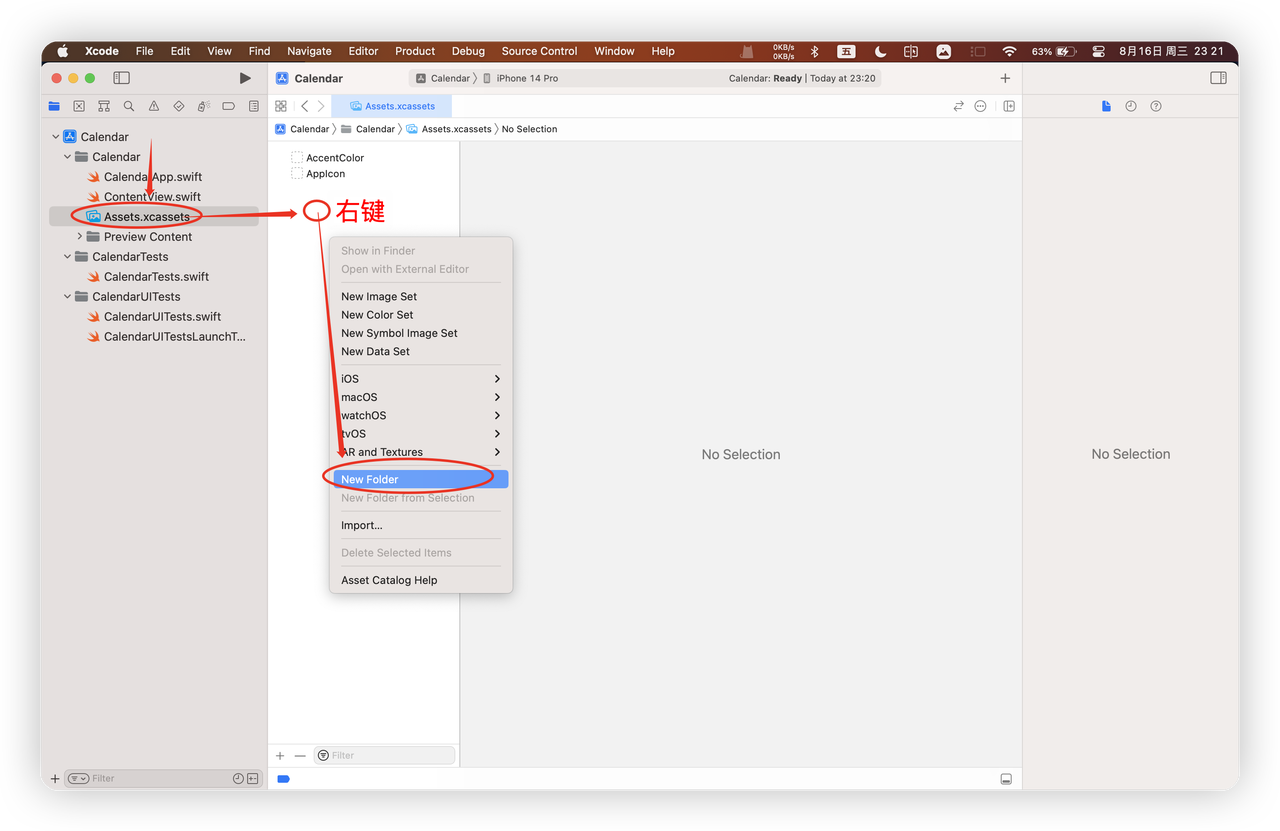 Xcode File Edit View Find Navigate Editor Product Debug Source Control Window Help 0KB/s 0KB/s 五 63% 8月16日 周三 23 21
Calendar Calendar iPhone 14 Pro Calendar: Ready | Today at 23:20
Assets.xcassets
Calendar Calendar Assets.xcassets No Selection
Calendar
Calendar
CalendarApp.swift
ContentView.swift
Assets.xcassets
Preview Content
CalendarTests
CalendarTests.swift
CalendarUITests
CalendarUITests.swift
CalendarUITestsLaunchT...
AccentColor
AppIcon
右键
Show in Finder
Open with External Editor
New Image Set
New Color Set
New Symbol Image Set
New Data Set
iOS
macOS
watchOS
tvOS
AR and Textures
New Folder
New Folder from Selection
Import...
Delete Selected Items
Asset Catalog Help
No Selection
No Selection
Filter
Filter